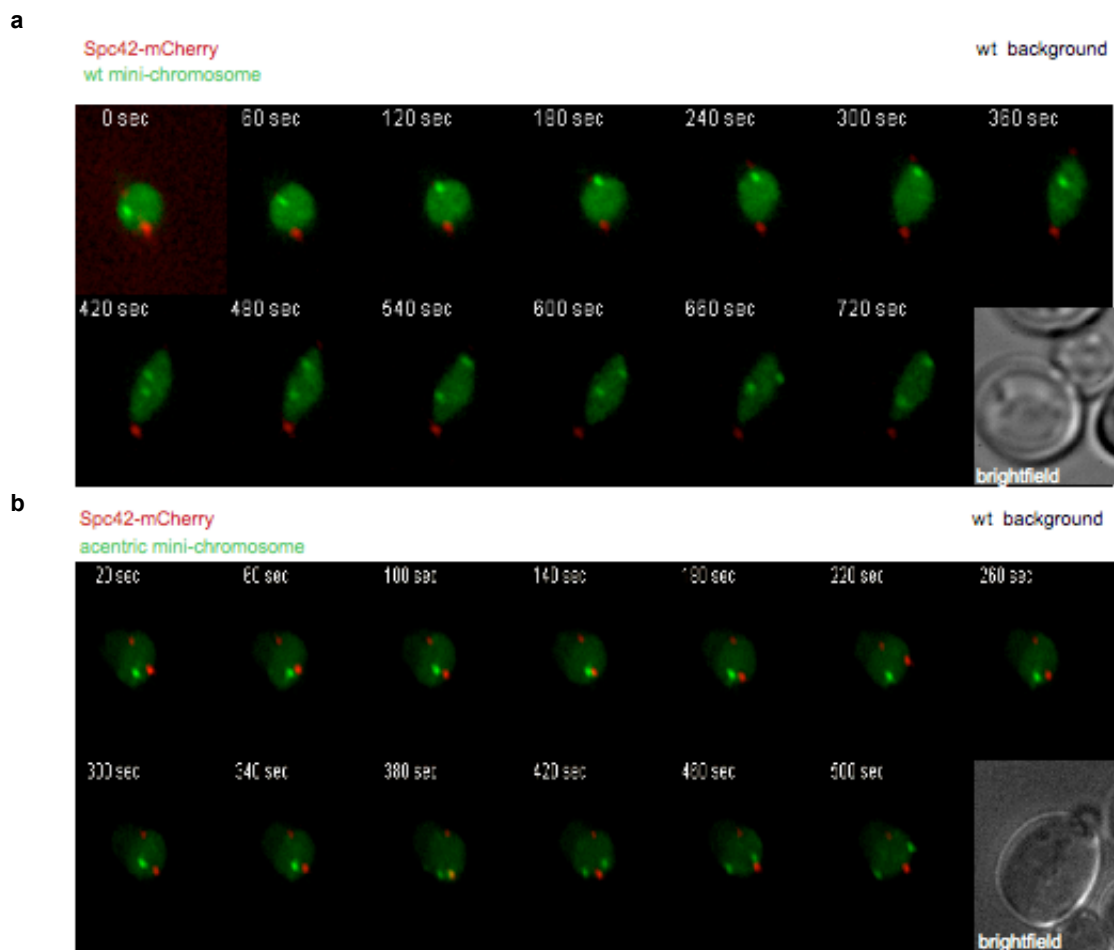 a
Spc42-mCherry
wt background
wt mini-chromosome
0 sec 60 sec 120 sec 180 sec 240 sec 300 sec 360 sec
420 sec 480 sec 540 sec 600 sec 660 sec 720 sec
brightfield
b
Spc42-mCherry
wt background
acentric mini-chromosome
20 sec 60 sec 100 sec 140 sec 180 sec 220 sec 260 sec
300 sec 340 sec 380 sec 420 sec 460 sec 500 sec
brightfield